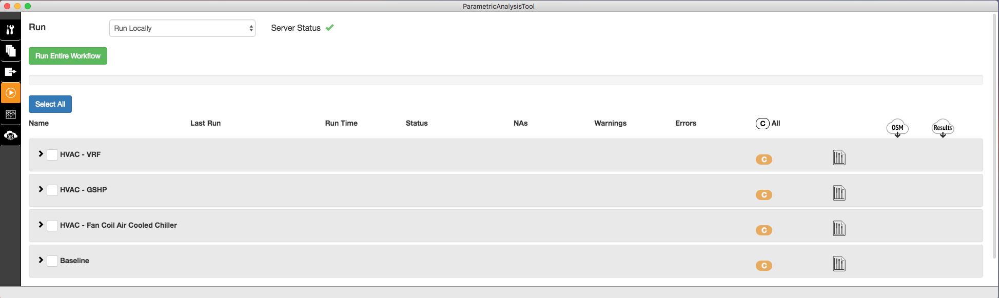 ParametricAnalysisTool
Run
Run Locally
Server Status
Run Entire Workflow
Select All
Name Last Run Run Time Status NAs Warnings Errors C All OSM Results
HVAC - VRF C
HVAC - GSHP C
HVAC - Fan Coil Air Cooled Chiller C
Baseline C